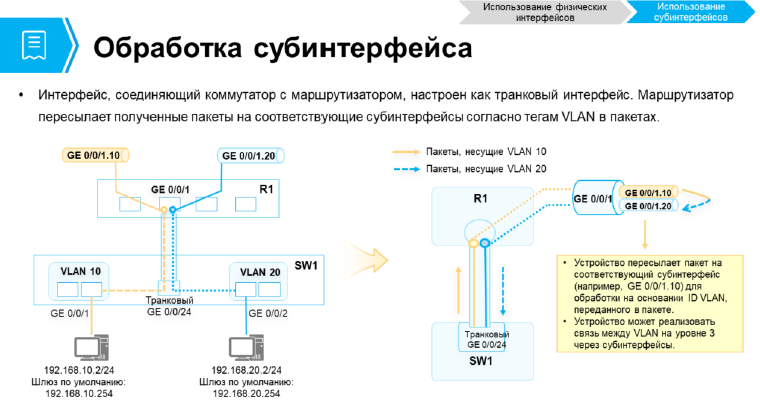 Использование физических
интерфейсов
Использование
субинтерфейсов
Обработка субинтерфейса
• Интерфейс, соединяющий коммутатор с маршрутизатором, настроен как транковый интерфейс. Маршрутизатор
пересылает полученные пакеты на соответствующие субинтерфейсы согласно тегам VLAN в пакетах.
GE 0/0/1.10
GE 0/0/1.20
GE 0/0/1
R1
SW1
VLAN 10
VLAN 20
Транковый
GE 0/0/24
GE 0/0/1
GE 0/0/2
192.168.10.2/24
Шлюз по умолчанию:
192.168.10.254
192.168.20.2/24
Шлюз по умолчанию:
192.168.20.254
Пакеты, несущие VLAN 10
Пакеты, несущие VLAN 20
R1
GE 0/0/1
GE 0/0/1.10
GE 0/0/1.20
Транковый
GE 0/0/24
SW1
• Устройство пересылает пакет на
соответствующий субинтерфейс
(например, GE 0/0/1.10) для
обработки на основании ID VLAN,
переданного в пакете.
• Устройство может реализовать
связь между VLAN на уровне 3
через субинтерфейсы.